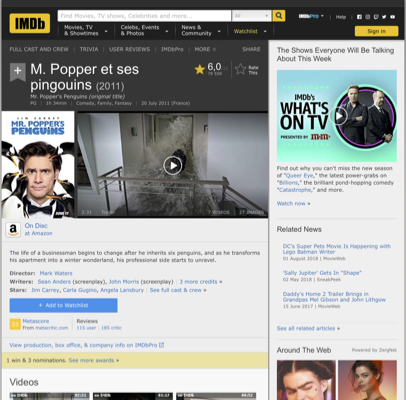 IMDb
Find Movies, TV shows, Celebrities and more...
All
IMDbPro
Help
Movies, TV
& Showtimes
Celebs, Events
& Photos
News &
Community
Watchlist
Sign in
FULL CAST AND CREW | TRIVIA | USER REVIEWS | IMDbPro | MORE
SHARE
M. Popper et ses
pingouins (2011)
Mr. Popper's Penguins (original title)
PG | 1h 34min | Comedy, Family, Fantasy | 20 July 2011 (France)
6,0
Rate
This
JIM CARREY
MR. POPPER'S
PENGUINS
JUNE 17
2:31
7 VIDEOS
27 IMAGES
On Disc
at Amazon
The life of a businessman begins to change after he inherits six penguins, and as he transforms
his apartment into a winter wonderland, his professional side starts to unravel.
Director: Mark Waters
Writers: Sean Anders (screenplay), John Morris (screenplay) | 3 more credits »
Stars: Jim Carrey, Carla Gugino, Angela Lansbury | See full cast & crew »
+ Add to Watchlist
53
Metascore
From metacritic.com
Reviews
115 user | 165 critic
View production, box office, & company info on IMDbPro
1 win & 3 nominations. See more awards »
Videos
The Shows Everyone Will Be Talking
About This Week
IMDb's
WHAT'S
ON TV
PRESENTED BY M&M's
Find out why you can't miss the new season
of "Queer Eye," the latest power-grabs on
"Billions," the brilliant pond-hopping comedy
"Catastrophe," and more.
Watch now »
Related News
DC's Super Pets Movie Is Happening with
Lego Batman Writer
01 August 2018 | MovieWeb
'Sally Jupiter' Gets In "Shape"
02 May 2018 | SneakPeek
Daddy's Home 2 Trailer Brings in
Grandpas Mel Gibson and John Lithgow
15 June 2017 | MovieWeb
See all related articles »
Around The Web
Powered by ZergNet